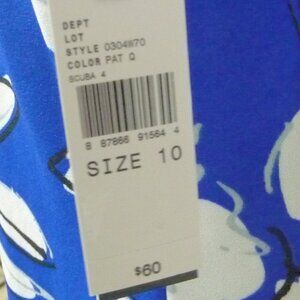 DEPT
LOT
STYLE 0304W70
COLOR PAT Q
SCUBA 4
8 87866 91564 4
SIZE 10
$60